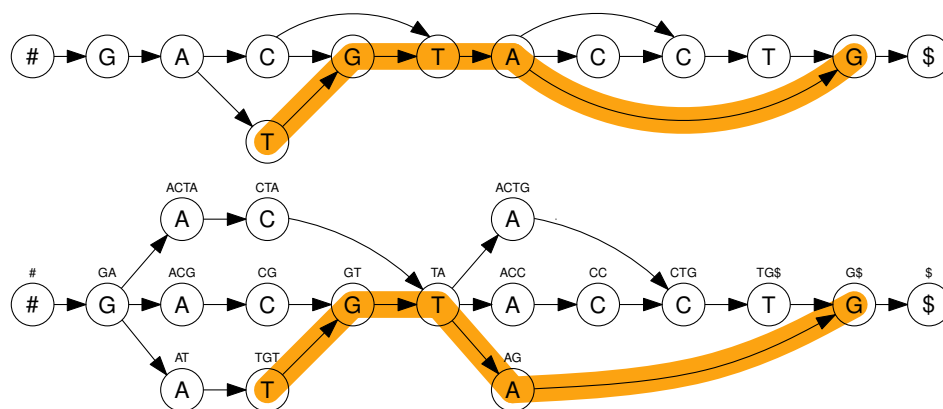 # G A C G T A C C T G $
T
ACTA CTA ACTG
A C A
# GA ACG CG GT TA ACC CC CTG TG$ G$ $
# G A C G T A C C T G $
AT TGT AG
A T A